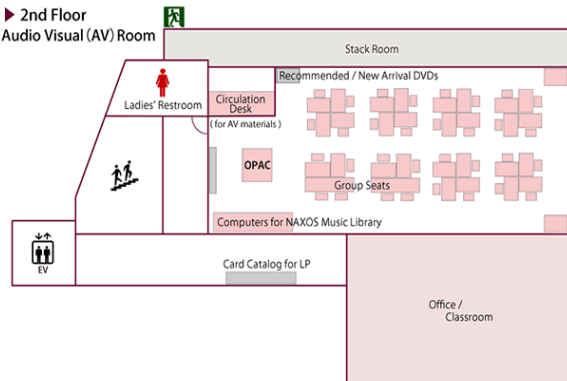 ▶ 2nd Floor
Audio Visual (AV) Room
Stack Room
Recommended / New Arrival DVDs
Ladies' Restroom
Circulation
Desk
( for AV materials )
OPAC
Group Seats
Computers for NAXOS Music Library
EV
Card Catalog for LP
Office /
Classroom